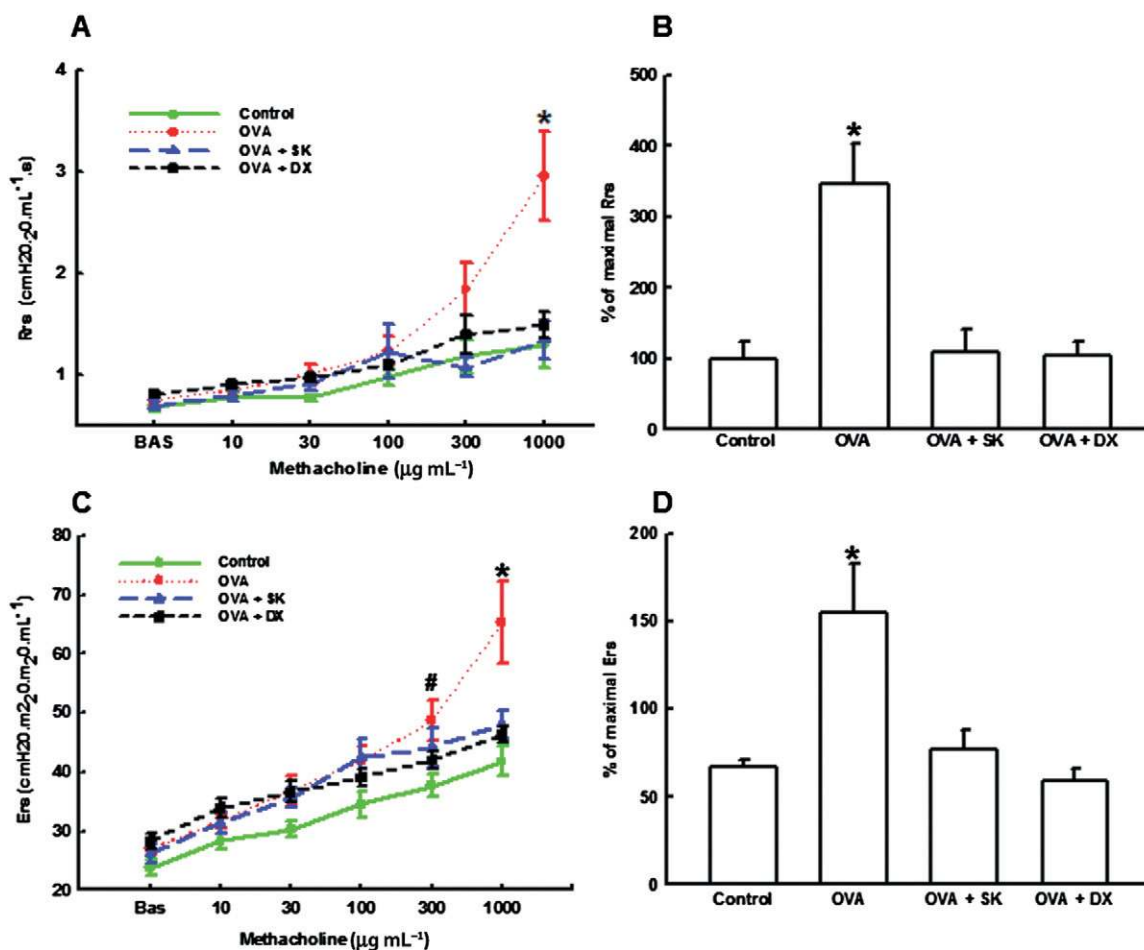 A
Rrs (cmH20.20.mL-1.s)
4
3
2
1
Control
OVA
OVA + SK
OVA + DX
*
BAS 10 30 100 300 1000
Methacholine (μg mL⁻¹)
B
% of maximal Rrs
500
400
300
200
100
0
*
Control OVA OVA + SK OVA + DX
C
Ers (cmH20.m220.m20.mL-1)
80
70
60
50
40
30
20
Control
OVA
OVA + SK
OVA + DX
#
*
Bas 10 30 100 300 1000
Methacholine (μg mL⁻¹)
D
% of maximal Ers
200
150
100
50
0
*
Control OVA OVA + SK OVA + DX